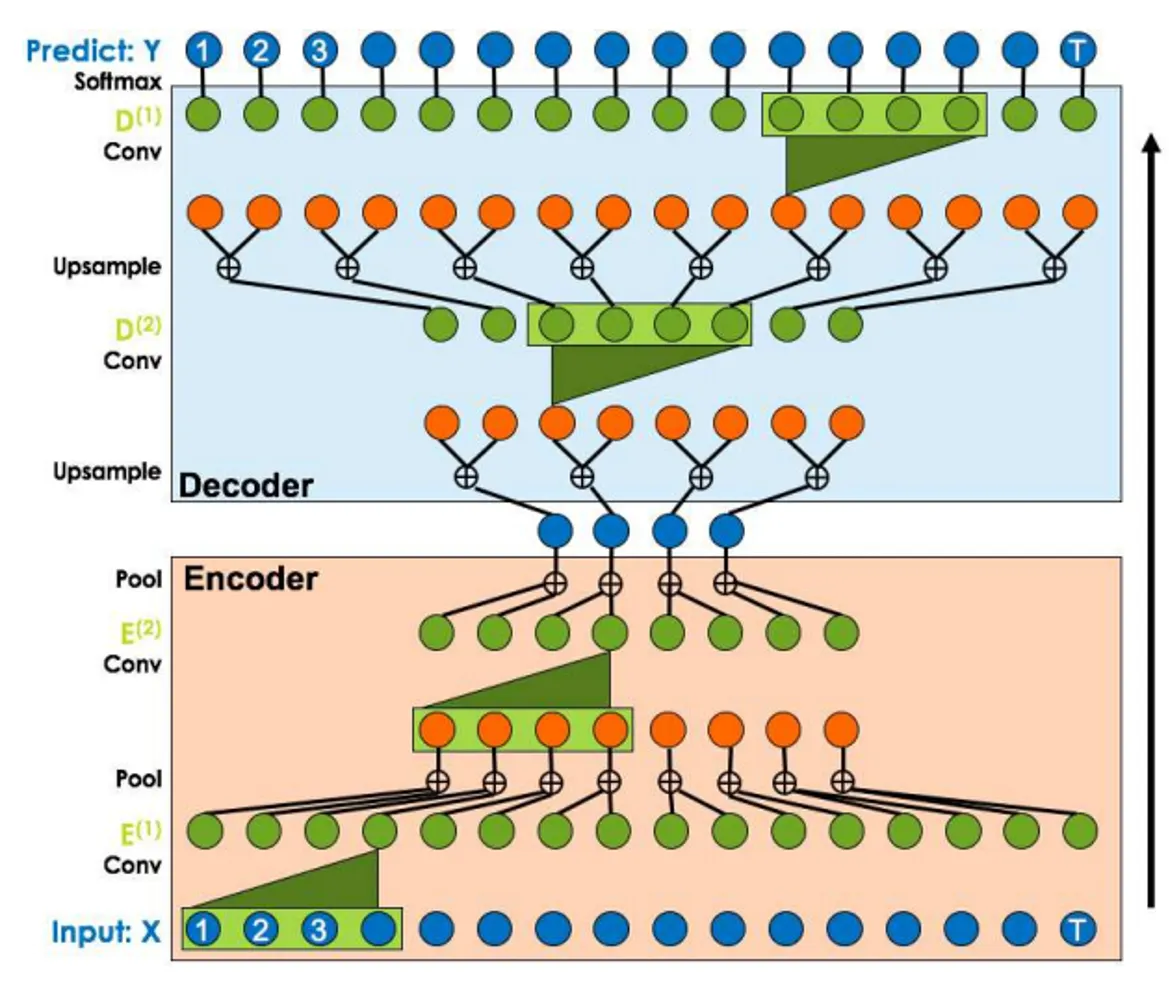 Predict: Y 1 2 3 T
Softmax
D(1)
Conv
Upsample
D(2)
Conv
Upsample
Decoder
Pool
Encoder
E(2)
Conv
Pool
E(1)
Conv
Input: X 1 2 3 T